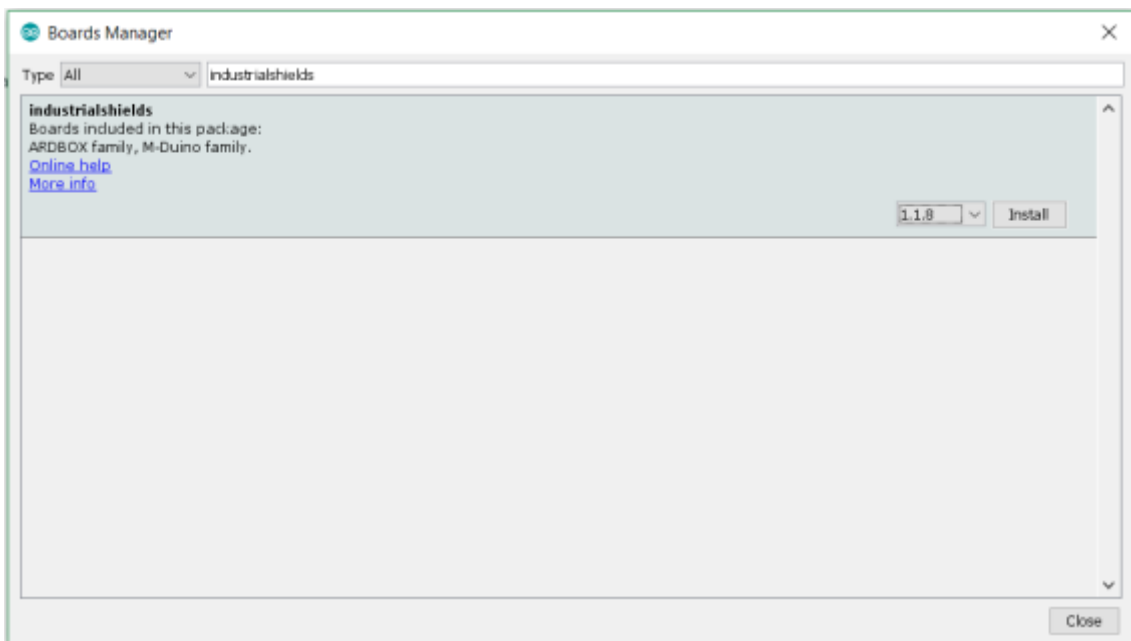 Boards Manager
Type All industrialshields
industrialshields
Boards included in this package:
ARDBOX family, M-Duino family.
Online help
More info
1.1.8 Install
Close